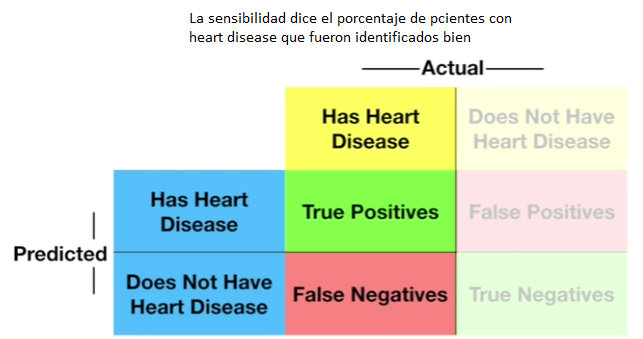 La sensibilidad dice el porcentaje de pcientes con
heart disease que fueron identificados bien
Actual
Has Heart
Disease
Does Not Have
Heart Disease
Predicted
Has Heart
Disease
True Positives
False Positives
Does Not Have
Heart Disease
False Negatives
True Negatives